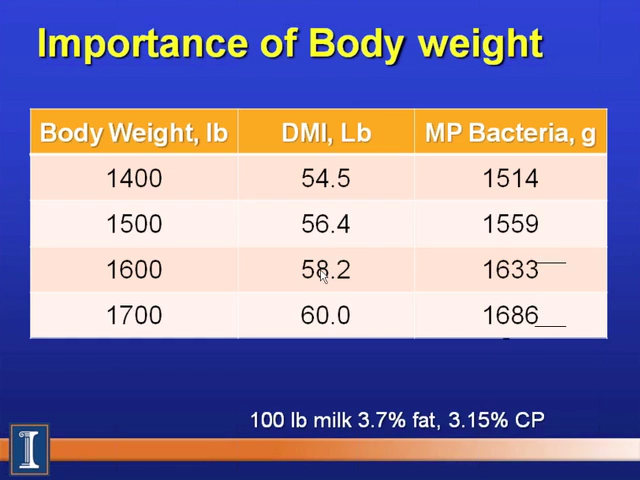 Importance of Body weight
Body Weight, lb DMI, Lb MP Bacteria, g
1400 54.5 1514
1500 56.4 1559
1600 58.2 1633
1700 60.0 1686
100 lb milk 3.7% fat, 3.15% CP
I